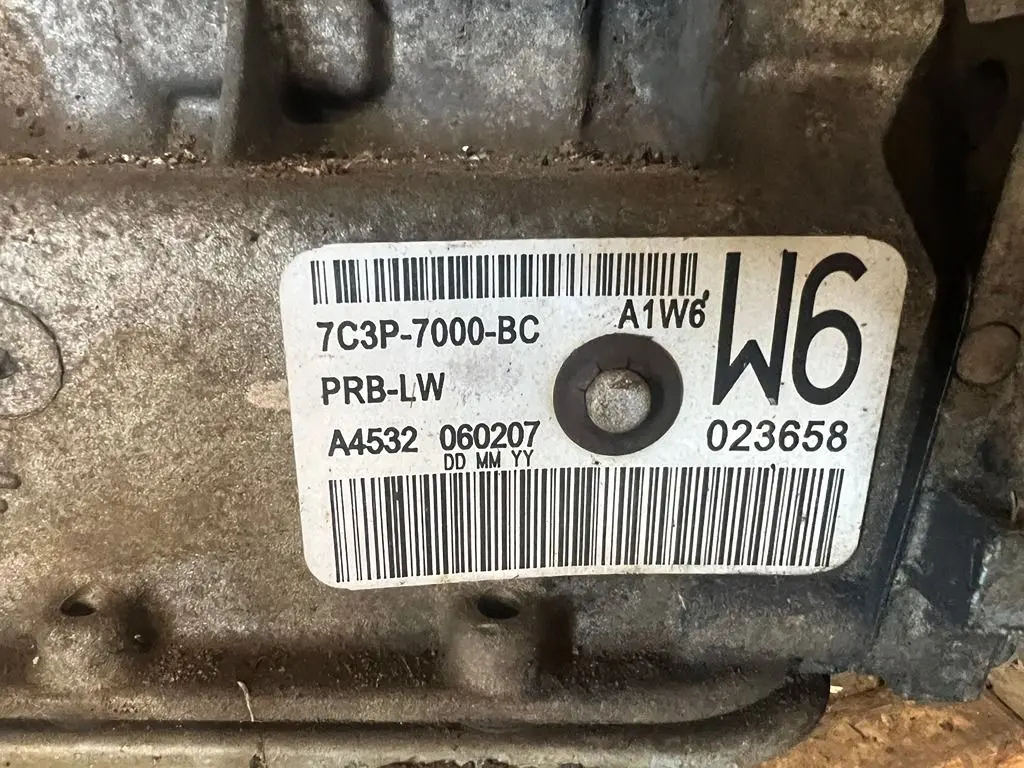 W6
A1W6
7C3P-7000-BC
PRB-LW
A4532 060207 023658
DD MM YY